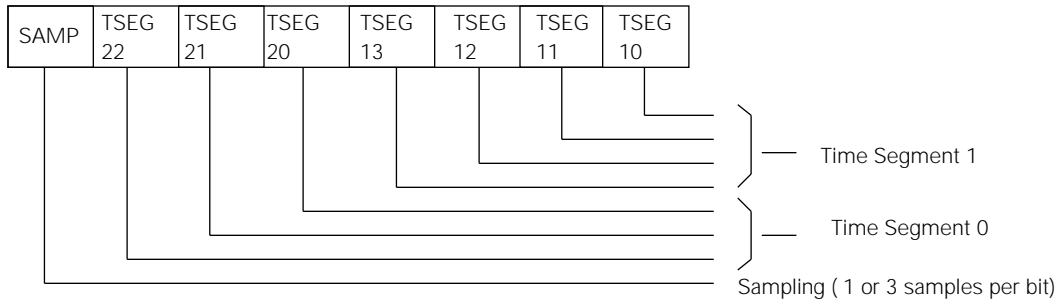 SAMP TSEG 22 TSEG 21 TSEG 20 TSEG 13 TSEG 12 TSEG 11 TSEG 10
Time Segment 1
Time Segment 0
Sampling ( 1 or 3 samples per bit)